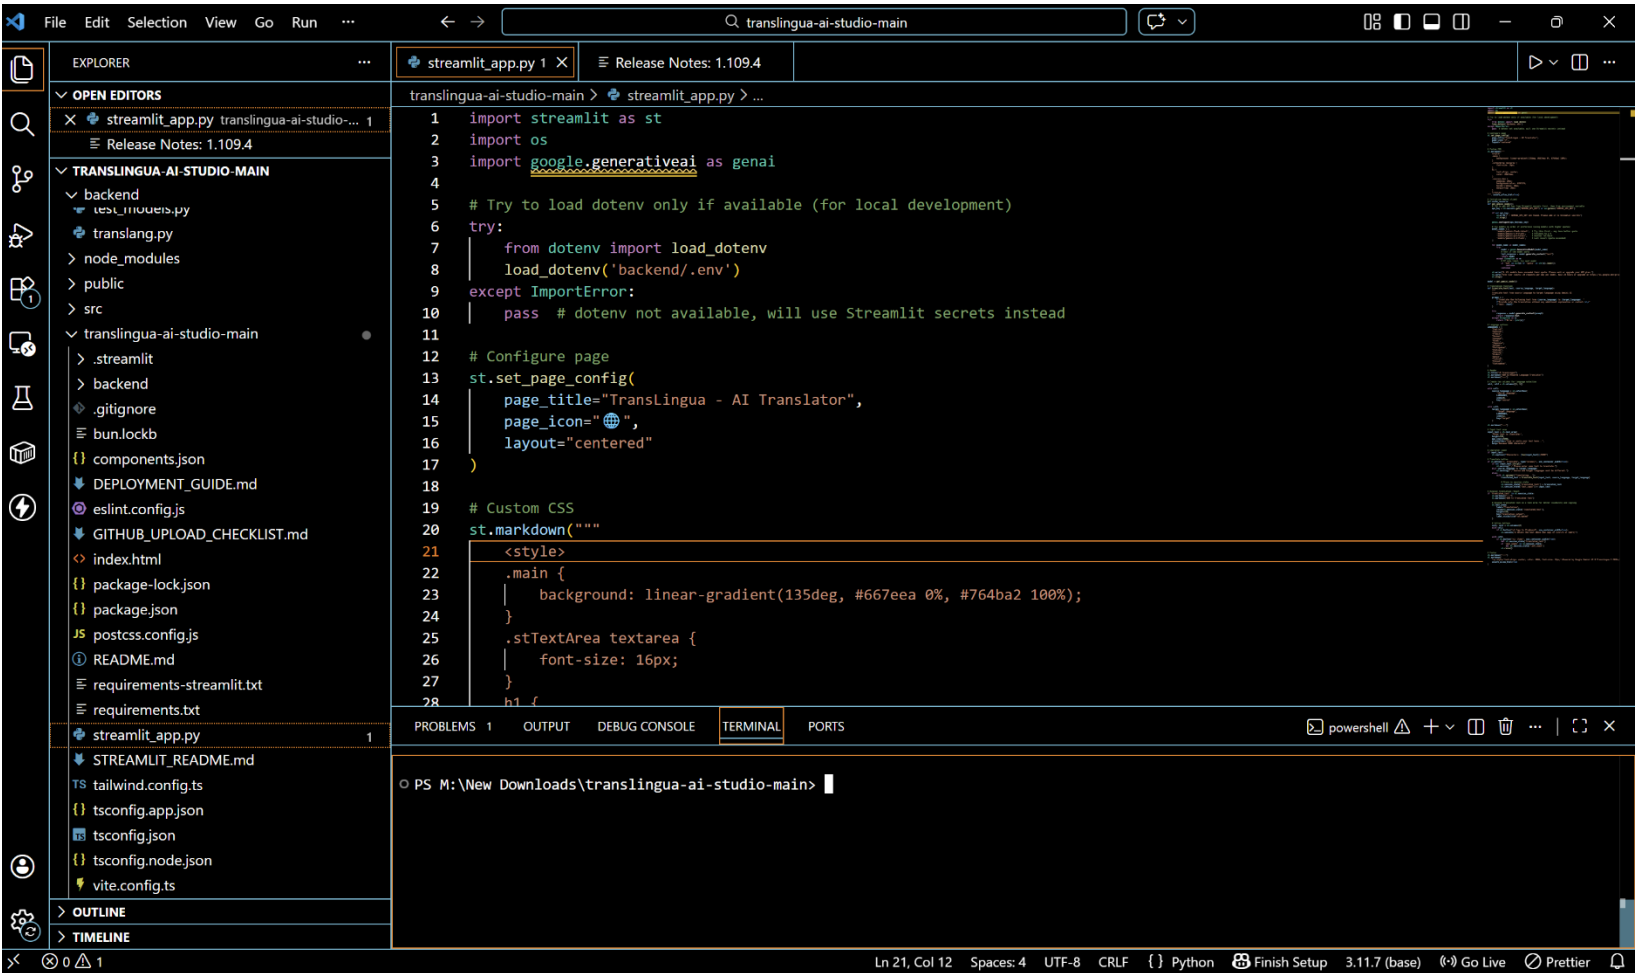 File Edit Selection View Go Run ···
translingua-ai-studio-main
EXPLORER ···
OPEN EDITORS
streamlit_app.py translingua-ai-studio-... 1
Release Notes: 1.109.4
TRANSLINGUA-AI-STUDIO-MAIN
backend
test_models.py
translang.py
node_modules
public
src
translingua-ai-studio-main
.streamlit
backend
.gitignore
bun.lockb
{} components.json
DEPLOYMENT_GUIDE.md
eslint.config.js
GITHUB_UPLOAD_CHECKLIST.md
<> index.html
{} package-lock.json
{} package.json
JS postcss.config.js
README.md
requirements-streamlit.txt
requirements.txt
streamlit_app.py 1
STREAMLIT_README.md
TS tailwind.config.ts
{} tsconfig.app.json
TS tsconfig.json
{} tsconfig.node.json
vite.config.ts
OUTLINE
TIMELINE
1
streamlit_app.py 1
Release Notes: 1.109.4
translingua-ai-studio-main > streamlit_app.py > ...
1 import streamlit as st
2 import os
3 import google.generativeai as genai
4
5 # Try to load dotenv only if available (for local development)
6 try:
7 from dotenv import load_dotenv
8 load_dotenv('backend/.env')
9 except ImportError:
10 pass # dotenv not available, will use Streamlit secrets instead
11
12 # Configure page
13 st.set_page_config(
14 page_title="TransLingua - AI Translator",
15 page_icon="🌐",
16 layout="centered"
17 )
18
19 # Custom CSS
20 st.markdown("""
21 <style>
22 .main {
23 background: linear-gradient(135deg, #667eea 0%, #764ba2 100%);
24 }
25 .stTextArea textarea {
26 font-size: 16px;
27 }
28 h1 {
PROBLEMS 1 OUTPUT DEBUG CONSOLE TERMINAL PORTS
powershell
PS M:\New Downloads\translingua-ai-studio-main>
0 1
Ln 21, Col 12 Spaces: 4 UTF-8 CRLF {} Python Finish Setup 3.11.7 (base) Go Live Prettier